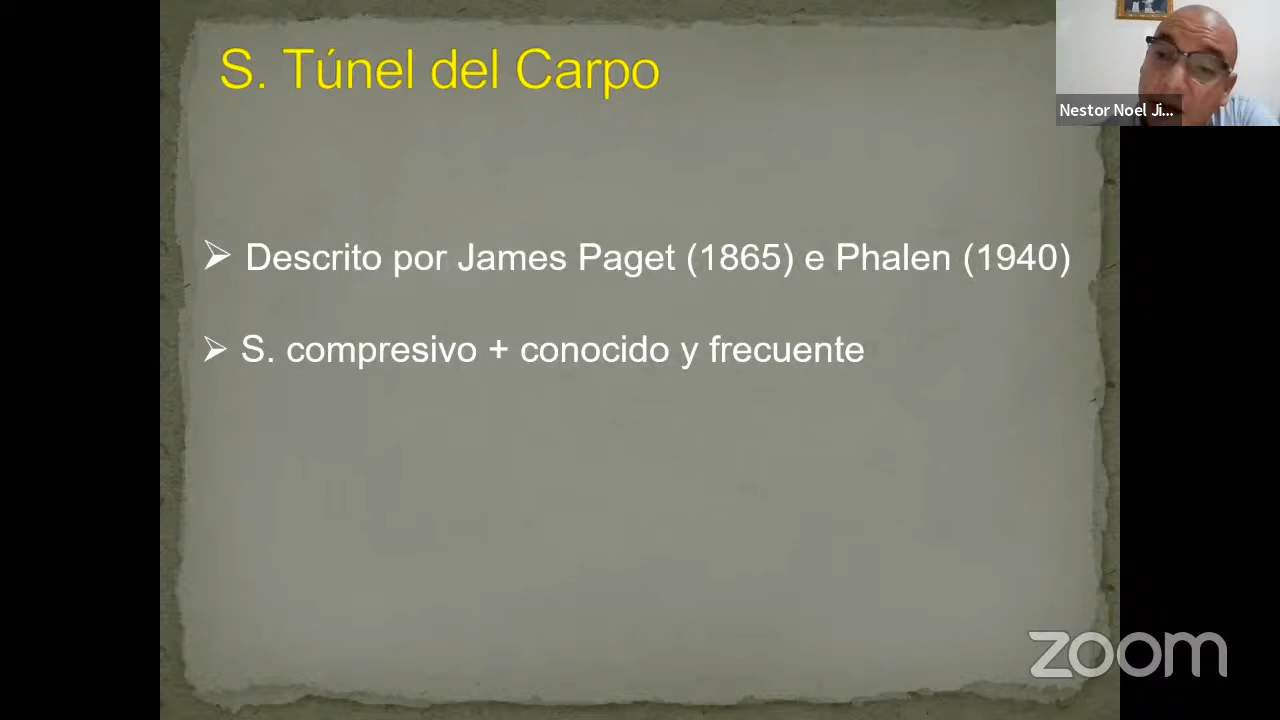 S. Túnel del Carpo
Nestor Noel Ji...
➢ Descrito por James Paget (1865) e Phalen (1940)
➢ S. compresivo + conocido y frecuente
zoom